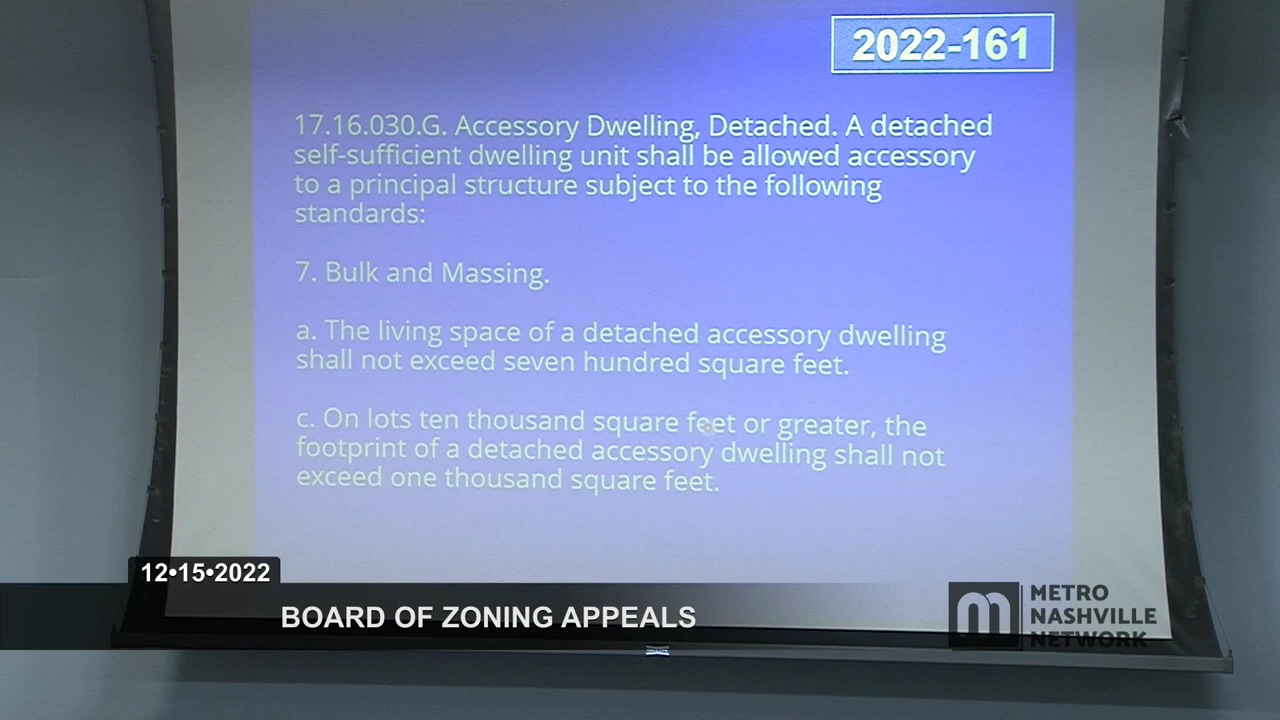 2022-161
17.16.030.G. Accessory Dwelling, Detached. A detached
self-sufficient dwelling unit shall be allowed accessory
to a principal structure subject to the following
standards:
7. Bulk and Massing.
a. The living space of a detached accessory dwelling
shall not exceed seven hundred square feet.
c. On lots ten thousand square feet or greater, the
footprint of a detached accessory dwelling shall not
exceed one thousand square feet.
12•15•2022
BOARD OF ZONING APPEALS
m
METRO
NASHVILLE
NETWORK